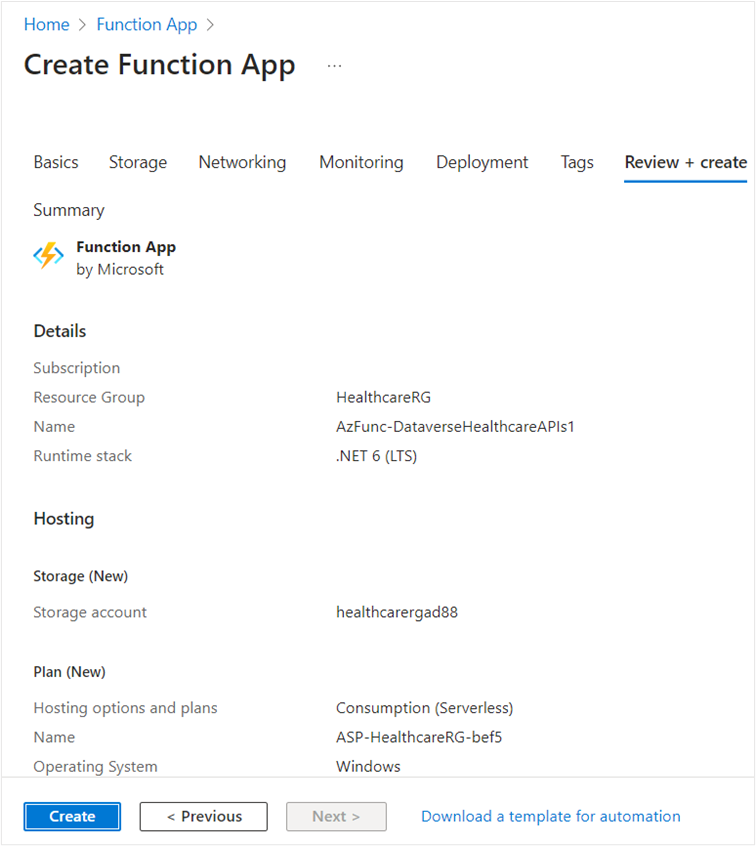 Home > Function App >
Create Function App ...
Basics Storage Networking Monitoring Deployment Tags Review + create
Summary
Function App
by Microsoft
Details
Subscription
Resource Group HealthcareRG
Name AzFunc-DataverseHealthcareAPIs1
Runtime stack .NET 6 (LTS)
Hosting
Storage (New)
Storage account healthcarergad88
Plan (New)
Hosting options and plans Consumption (Serverless)
Name ASP-HealthcareRG-bef5
Operating System Windows
Create < Previous Next > Download a template for automation